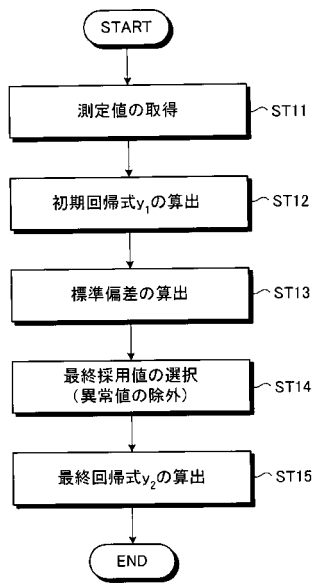 START
測定値の取得
ST11
初期回帰式y₁の算出
ST12
標準偏差の算出
ST13
最終採用値の選択
(異常値の除外)
ST14
最終回帰式y₂の算出
ST15
END